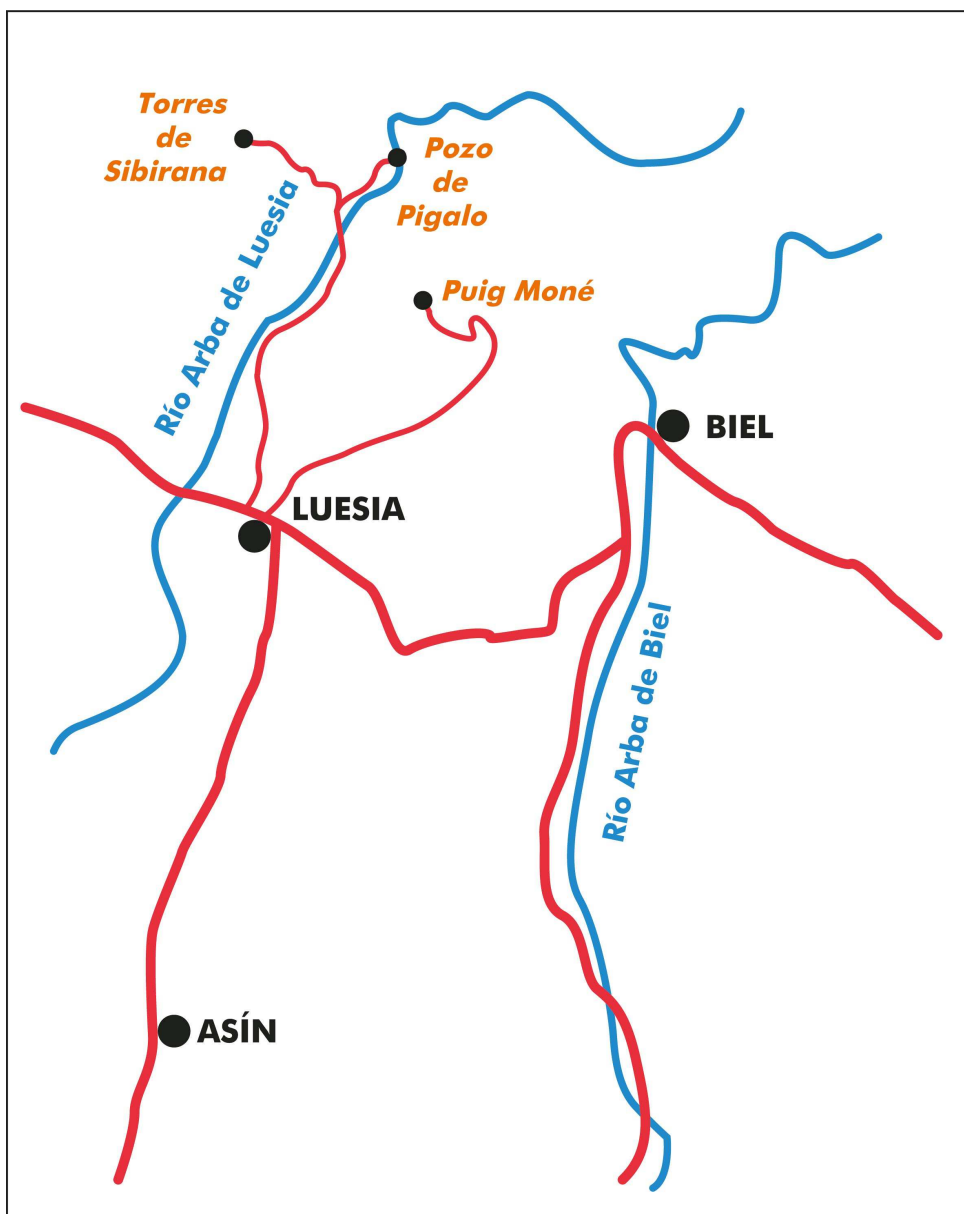 Torres
de
Sibirana
Pozo
de
Pigalo
Río Arba de Luesia
Puig Moné
BIEL
LUESIA
Río Arba de Biel
ASÍN